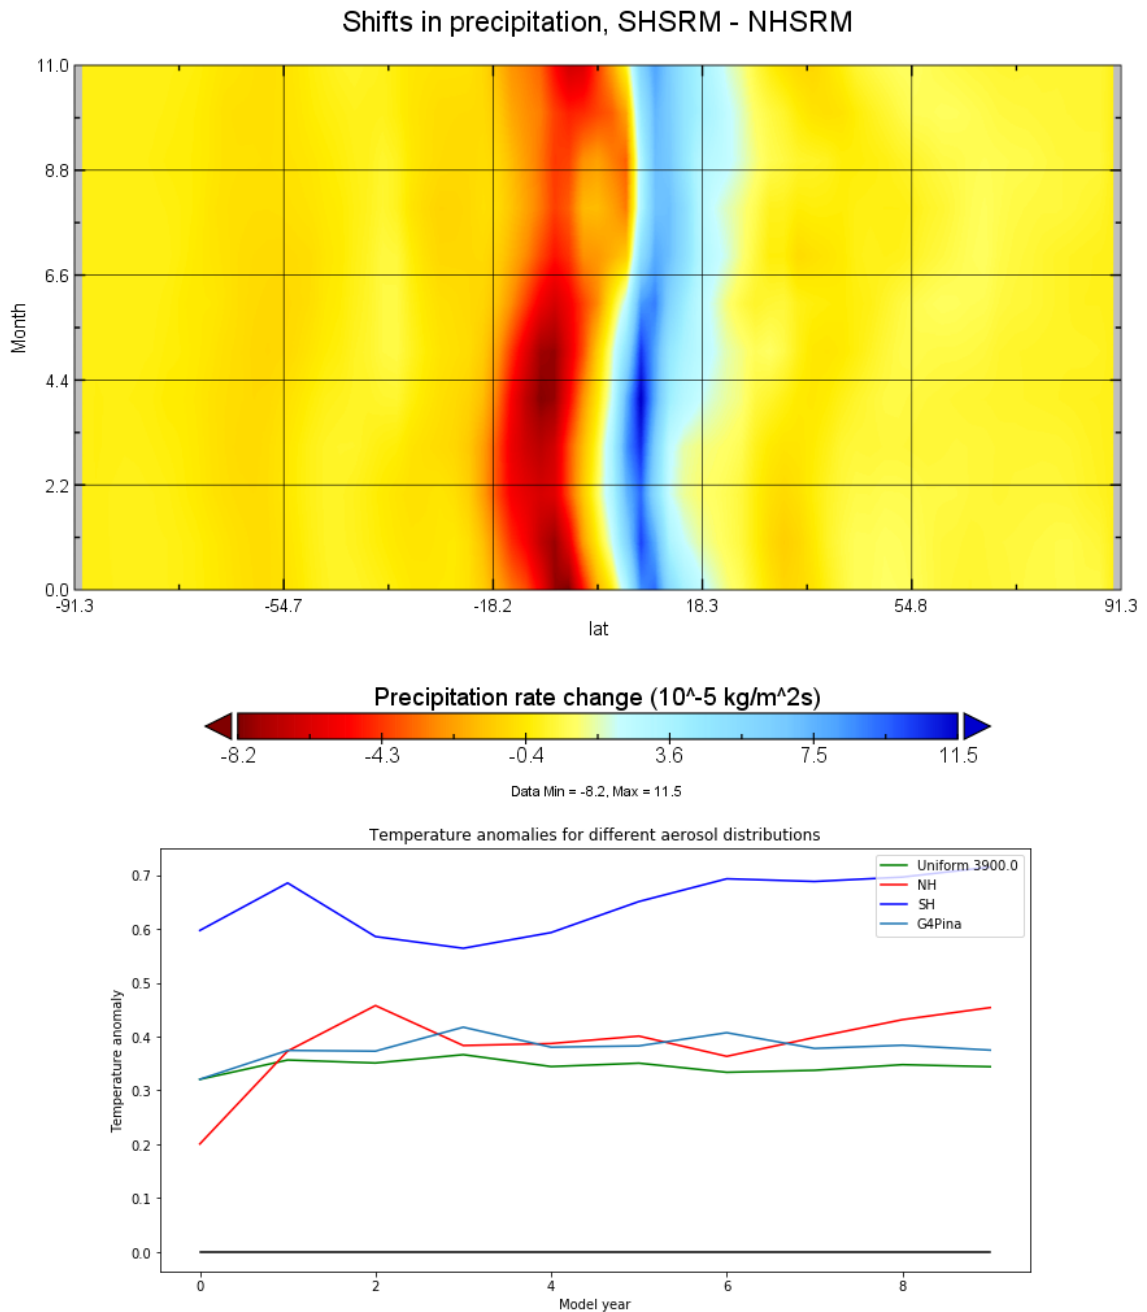 Shifts in precipitation, SHSRM - NHSRM
11.0
8.8
6.6
Month
4.4
2.2
0.0
-91.3 -54.7 -18.2 18.3 54.8 91.3
lat
Precipitation rate change (10^-5 kg/m^2s)
-8.2 -4.3 -0.4 3.6 7.5 11.5
Data Min = -8.2, Max = 11.5
Temperature anomalies for different aerosol distributions
0.7
0.6
0.5
0.4
0.3
0.2
0.1
0.0
Temperature anomaly
Uniform 3900.0
NH
SH
G4Pina
0 2 4 6 8
Model year